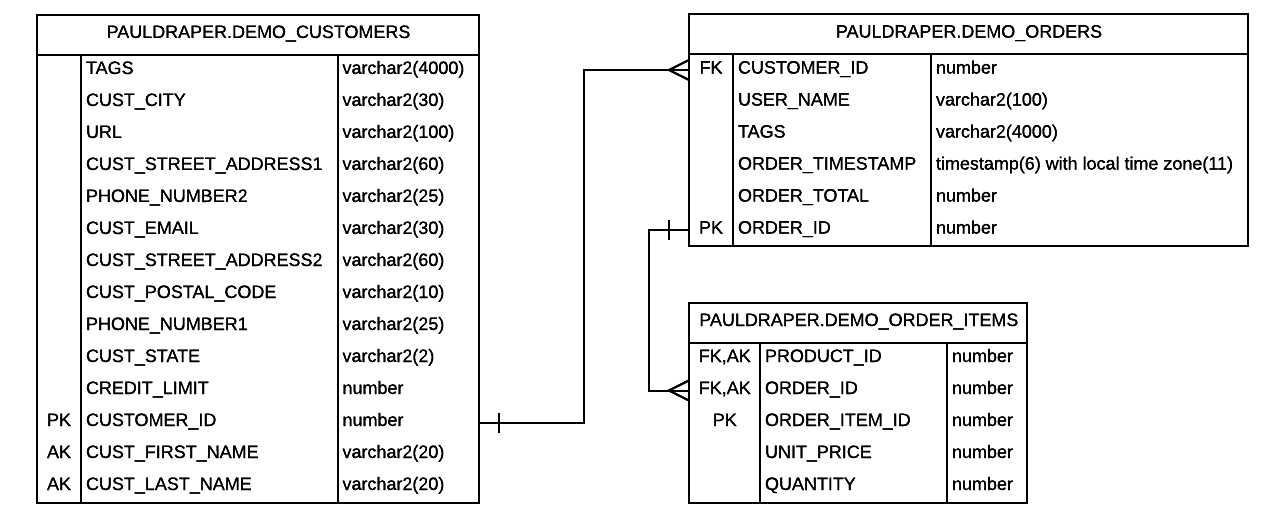 PAULDRAPER.DEMO_CUSTOMERS
TAGS varchar2(4000)
CUST_CITY varchar2(30)
URL varchar2(100)
CUST_STREET_ADDRESS1 varchar2(60)
PHONE_NUMBER2 varchar2(25)
CUST_EMAIL varchar2(30)
CUST_STREET_ADDRESS2 varchar2(60)
CUST_POSTAL_CODE varchar2(10)
PHONE_NUMBER1 varchar2(25)
CUST_STATE varchar2(2)
CREDIT_LIMIT number
PK CUSTOMER_ID number
AK CUST_FIRST_NAME varchar2(20)
AK CUST_LAST_NAME varchar2(20)
PAULDRAPER.DEMO_ORDERS
FK CUSTOMER_ID number
USER_NAME varchar2(100)
TAGS varchar2(4000)
ORDER_TIMESTAMP timestamp(6) with local time zone(11)
ORDER_TOTAL number
PK ORDER_ID number
PAULDRAPER.DEMO_ORDER_ITEMS
FK,AK PRODUCT_ID number
FK,AK ORDER_ID number
PK ORDER_ITEM_ID number
UNIT_PRICE number
QUANTITY number